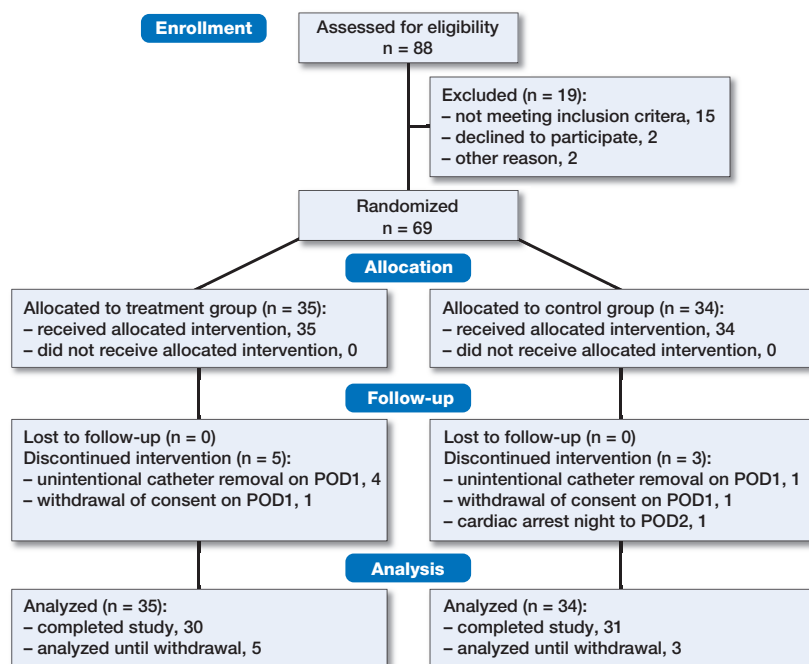 Enrollment
Assessed for eligibility
n = 88
Excluded (n = 19):
– not meeting inclusion critera, 15
– declined to participate, 2
– other reason, 2
Randomized
n = 69
Allocation
Allocated to treatment group (n = 35):
– received allocated intervention, 35
– did not receive allocated intervention, 0
Allocated to control group (n = 34):
– received allocated intervention, 34
– did not receive allocated intervention, 0
Follow-up
Lost to follow-up (n = 0)
Discontinued intervention (n = 5):
– unintentional catheter removal on POD1, 4
– withdrawal of consent on POD1, 1
Lost to follow-up (n = 0)
Discontinued intervention (n = 3):
– unintentional catheter removal on POD1, 1
– withdrawal of consent on POD1, 1
– cardiac arrest night to POD2, 1
Analysis
Analyzed (n = 35):
– completed study, 30
– analyzed until withdrawal, 5
Analyzed (n = 34):
– completed study, 31
– analyzed until withdrawal, 3